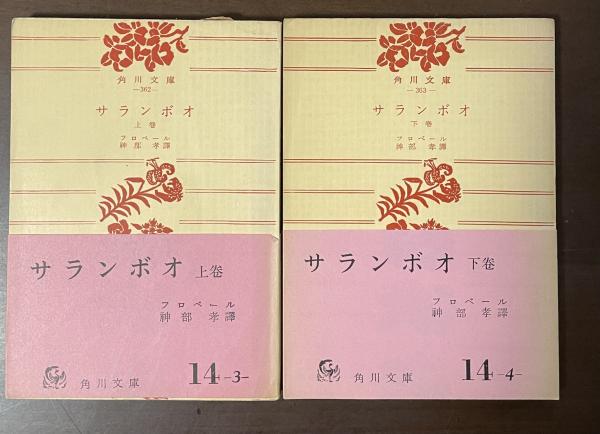 角川文庫
—362—
サランボオ
上巻
フロベール
神部孝譯
サランボオ 上巻
フロベール
神部 孝譯
角川文庫
14 -3-
角川文庫
—363—
サランボオ
下巻
フロベール
神部孝譯
サランボオ 下巻
フロベール
神部 孝譯
角川文庫
14 -4-